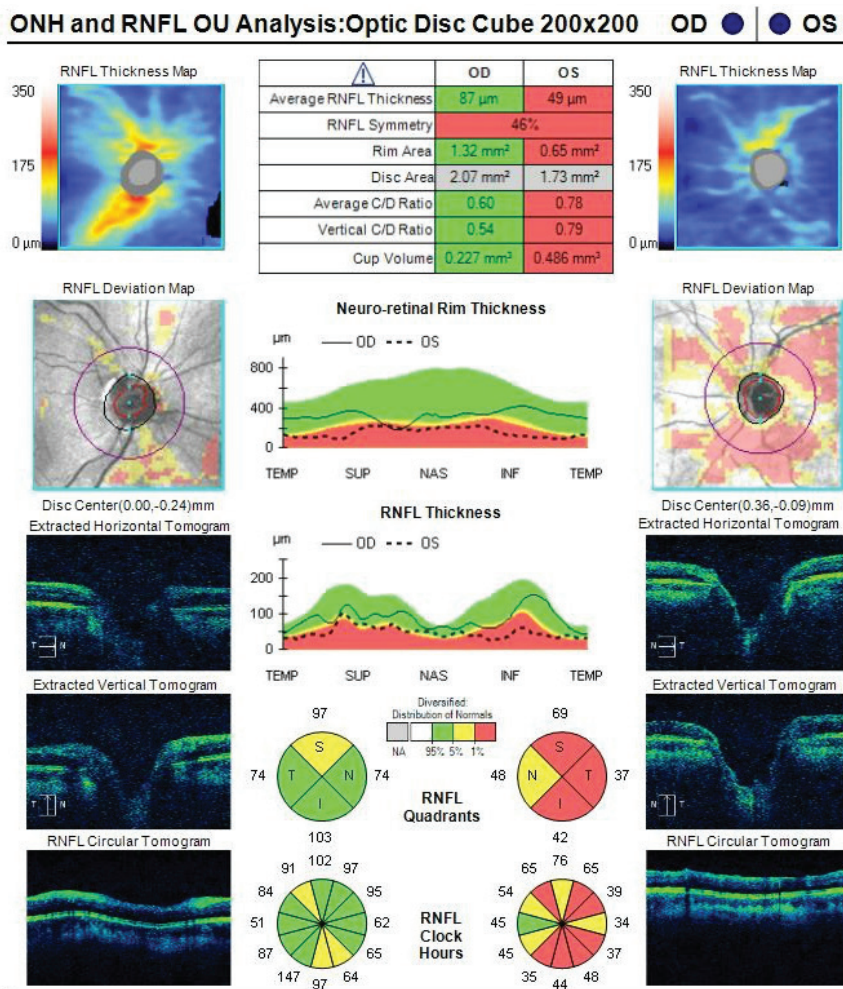 ONH and RNFL OU Analysis:Optic Disc Cube 200x200 OD OS
RNFL Thickness Map
350
175
0 µm
OD OS
Average RNFL Thickness 87 µm 49 µm
RNFL Symmetry 46%
Rim Area 1.32 mm² 0.65 mm²
Disc Area 2.07 mm² 1.73 mm²
Average C/D Ratio 0.60 0.78
Vertical C/D Ratio 0.54 0.79
Cup Volume 0.227 mm³ 0.486 mm³
RNFL Thickness Map
350
175
0 µm
RNFL Deviation Map
Disc Center(0.00,-0.24)mm
Neuro-retinal Rim Thickness
µm OD OS
800
400
0
TEMP SUP NAS INF TEMP
RNFL Deviation Map
Disc Center(0.36,-0.09)mm
Extracted Horizontal Tomogram
T N
RNFL Thickness
µm OD OS
200
100
0
TEMP SUP NAS INF TEMP
Extracted Horizontal Tomogram
T N
Extracted Vertical Tomogram
T N
Diversified:
Distribution of Normals
NA 95% 5% 1%
97
S
74 T N 74
I
103
RNFL
Quadrants
69
S
48 N T 37
I
42
Extracted Vertical Tomogram
T N
RNFL Circular Tomogram
102
91 97
84 95
51 62
87 65
147 64
97
RNFL
Clock
Hours
76
65 65
54 39
45 34
45 37
35 48
44
RNFL Circular Tomogram